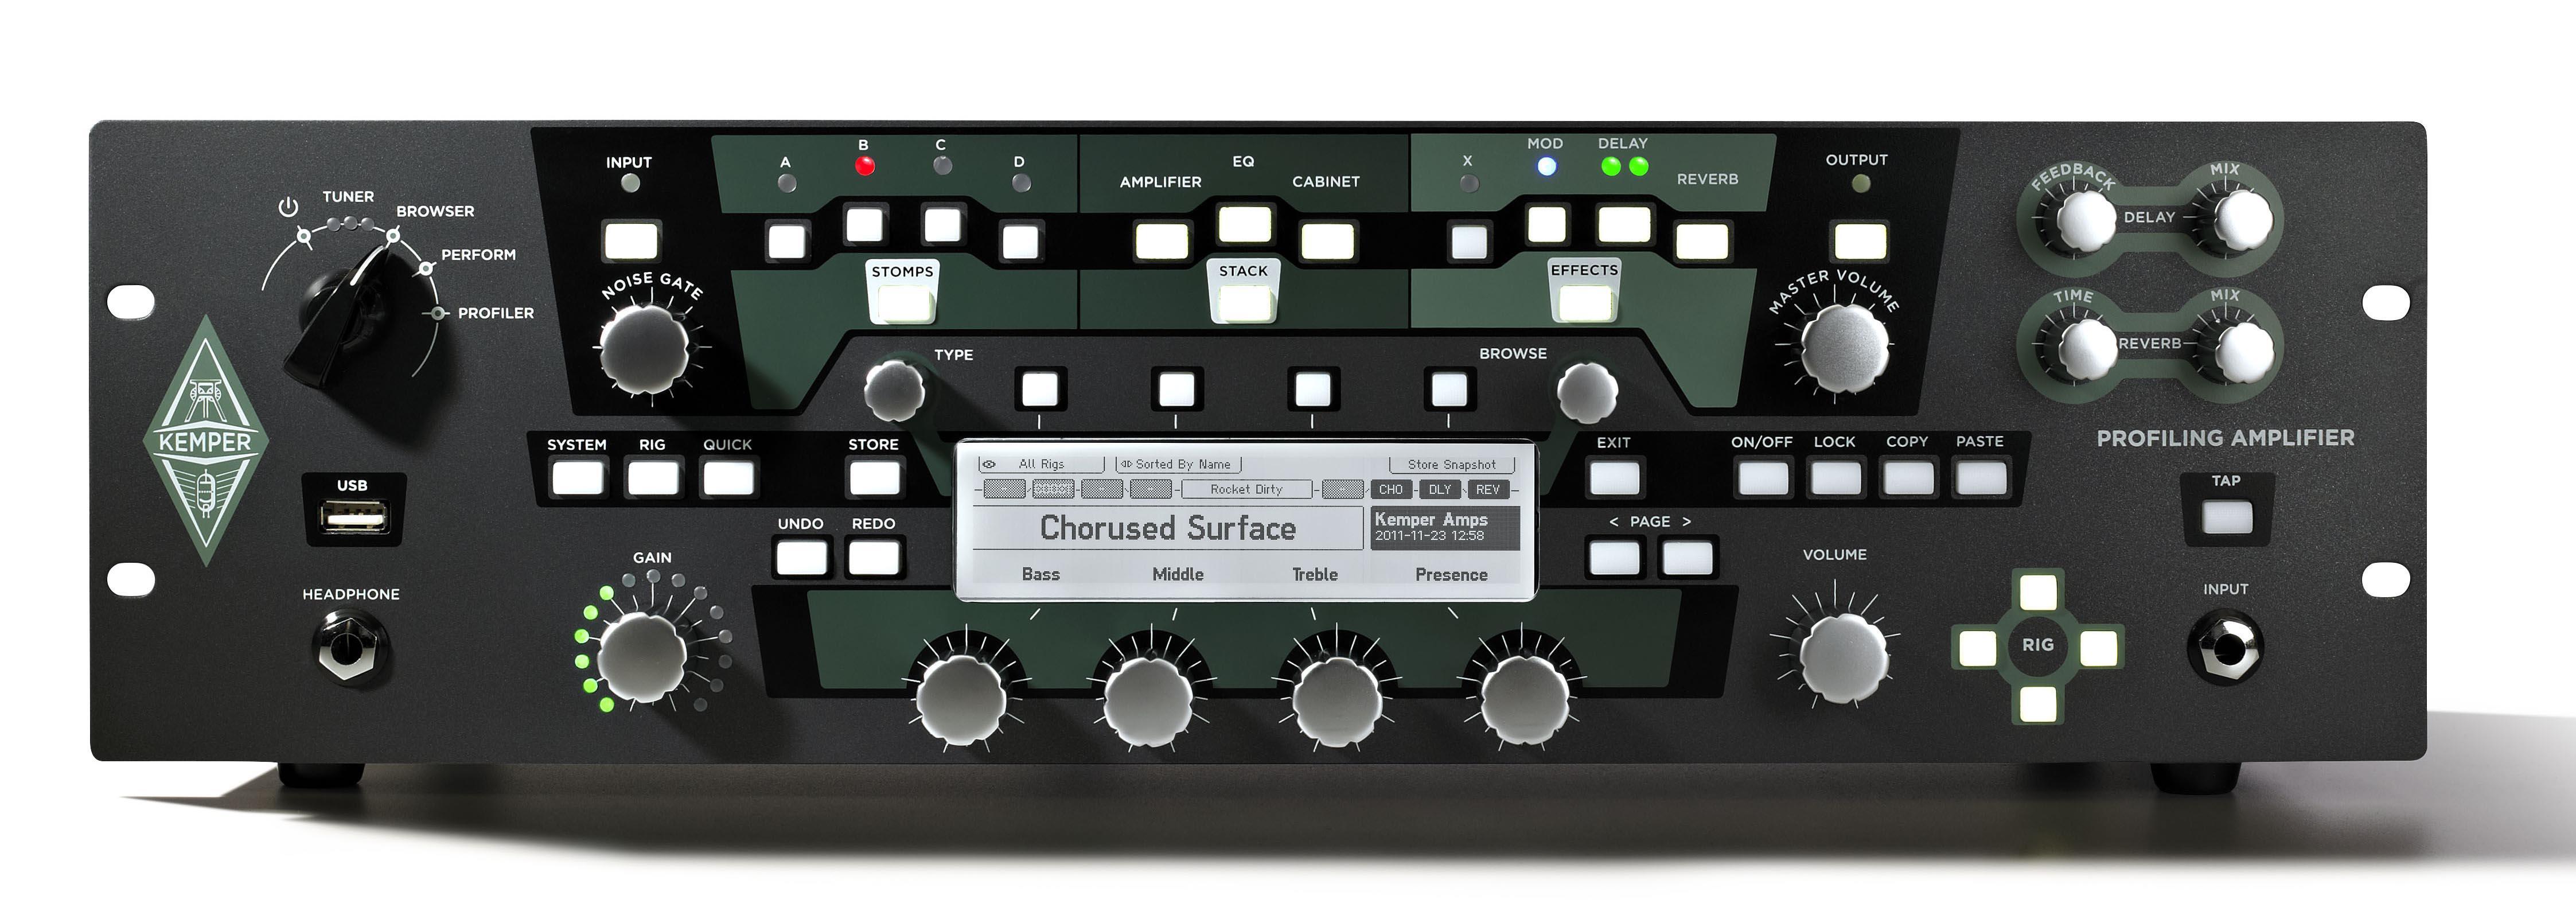 INPUT
A
B
C
D
AMPLIFIER
EQ
CABINET
X
MOD
DELAY
REVERB
OUTPUT
TUNER
BROWSER
PERFORM
PROFILER
NOISE GATE
STOMPS
STACK
EFFECTS
MASTER VOLUME
FEEDBACK
MIX
DELAY
TIME
MIX
REVERB
TYPE
BROWSE
KEMPER
SYSTEM
RIG
QUICK
STORE
EXIT
ON/OFF
LOCK
COPY
PASTE
PROFILING AMPLIFIER
All Rigs
Sorted By Name
Store Snapshot
Rocket Dirty
CHO
DLY
REV
Chorused Surface
Kemper Amps
2011-11-23 12:58
Bass
Middle
Treble
Presence
USB
UNDO
REDO
< PAGE >
TAP
GAIN
VOLUME
HEADPHONE
RIG
INPUT